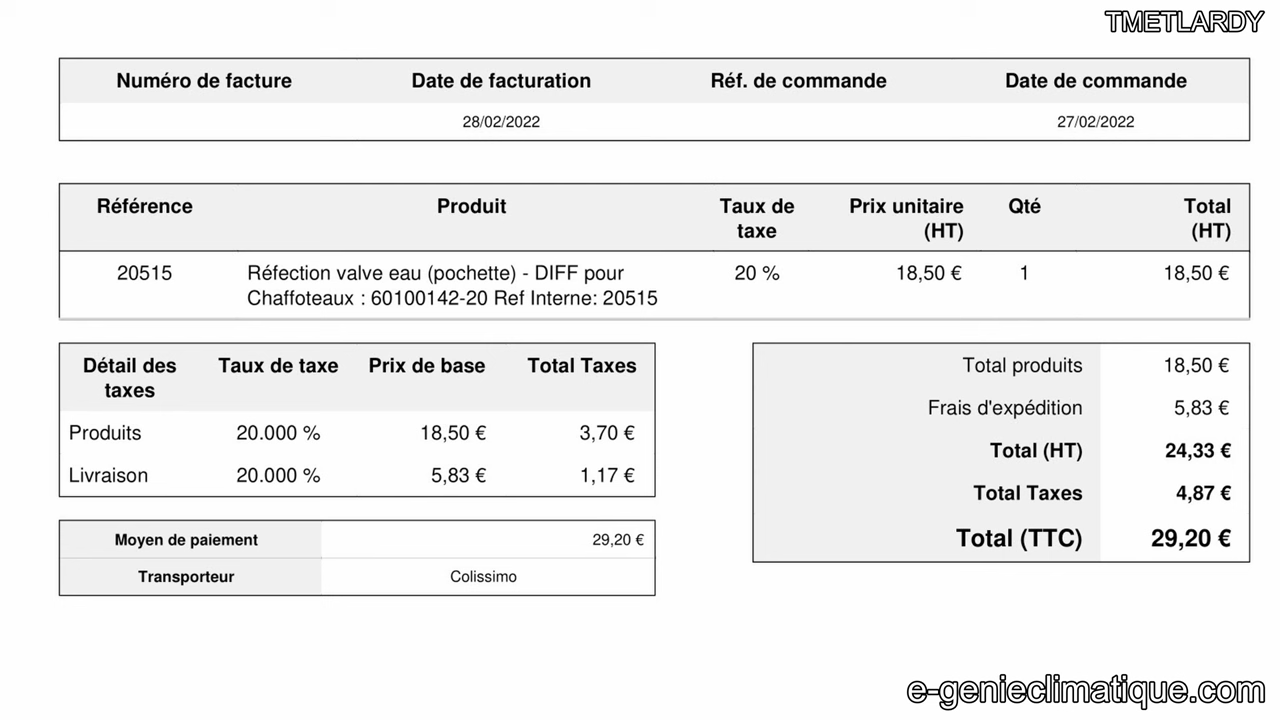 TMETLARDY
Numéro de facture Date de facturation Réf. de commande Date de commande
28/02/2022 27/02/2022
Référence Produit Taux de taxe Prix unitaire (HT) Qté Total (HT)
20515 Réfection valve eau (pochette) - DIFF pour 20 % 18,50 € 1 18,50 €
Chaffoteaux : 60100142-20 Ref Interne: 20515
Détail des taxes Taux de taxe Prix de base Total Taxes
Produits 20.000 % 18,50 € 3,70 €
Livraison 20.000 % 5,83 € 1,17 €
Moyen de paiement 29,20 €
Transporteur Colissimo
Total produits 18,50 €
Frais d'expédition 5,83 €
Total (HT) 24,33 €
Total Taxes 4,87 €
Total (TTC) 29,20 €
e-genieclimatique.com